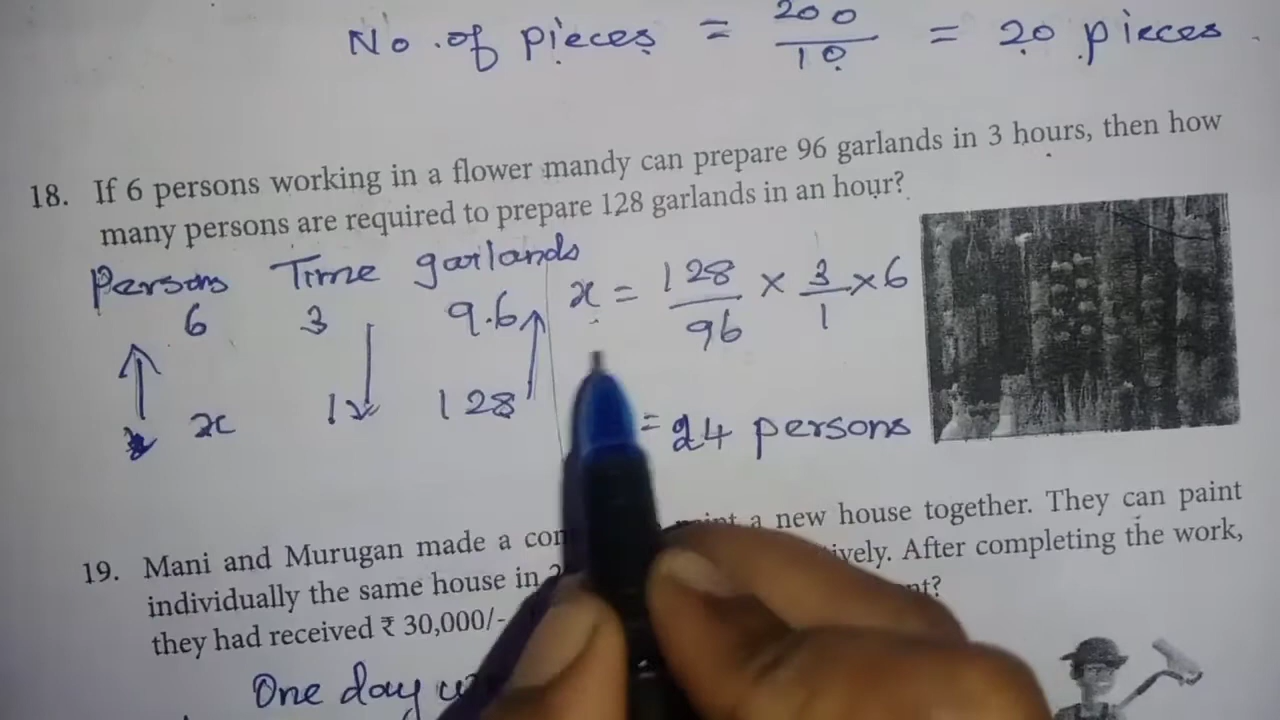 No. of pieces = 200 / 10 = 20 pieces
18. If 6 persons working in a flower mandy can prepare 96 garlands in 3 hours, then how
many persons are required to prepare 128 garlands in an hour?
Persons Time garlands
6 3 9.6
x 1 128
x = 128 / 96 × 3 / 1 × 6
= 24 persons
19. Mani and Murugan made a a new house together. They can paint
individually the same house in After completing the work,
they had received ₹ 30,000/-
One day